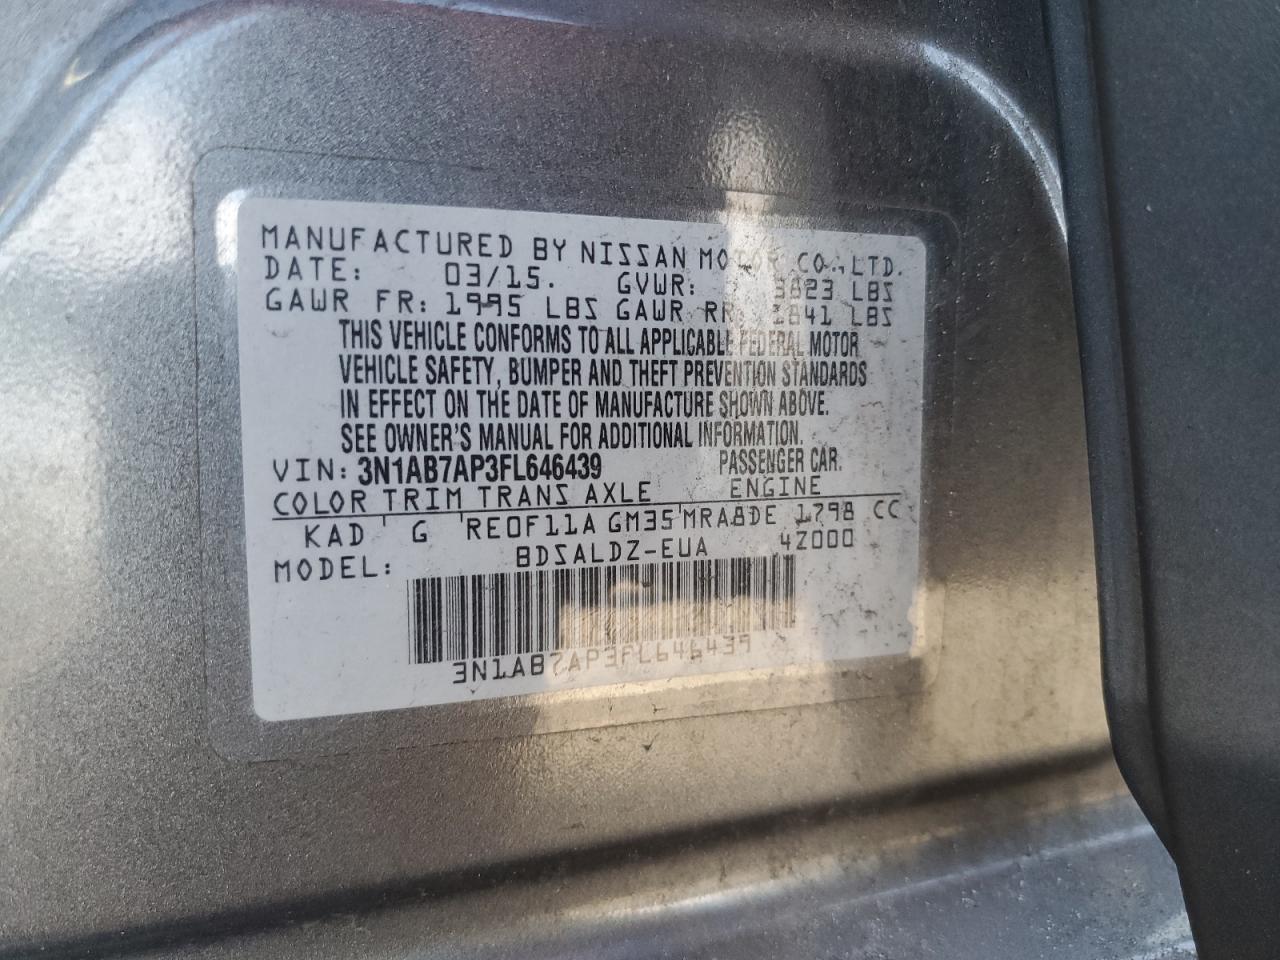 MANUFACTURED BY NISSAN MOTOR CO., LTD.
DATE: 03/15. GVWR: 3823 LBS
GAWR FR: 1995 LBS GAWR RR: 1841 LBS
THIS VEHICLE CONFORMS TO ALL APPLICABLE FEDERAL MOTOR
VEHICLE SAFETY, BUMPER AND THEFT PREVENTION STANDARDS
IN EFFECT ON THE DATE OF MANUFACTURE SHOWN ABOVE.
SEE OWNER'S MANUAL FOR ADDITIONAL INFORMATION.
VIN: 3N1AB7AP3FL646439 PASSENGER CAR.
COLOR TRIM TRANS AXLE ENGINE
KAD G RE0F11A GM35 MRA8DE 1798 CC
MODEL: BDSALDZ-EUA 4Z000
3N1AB7AP3FL646439